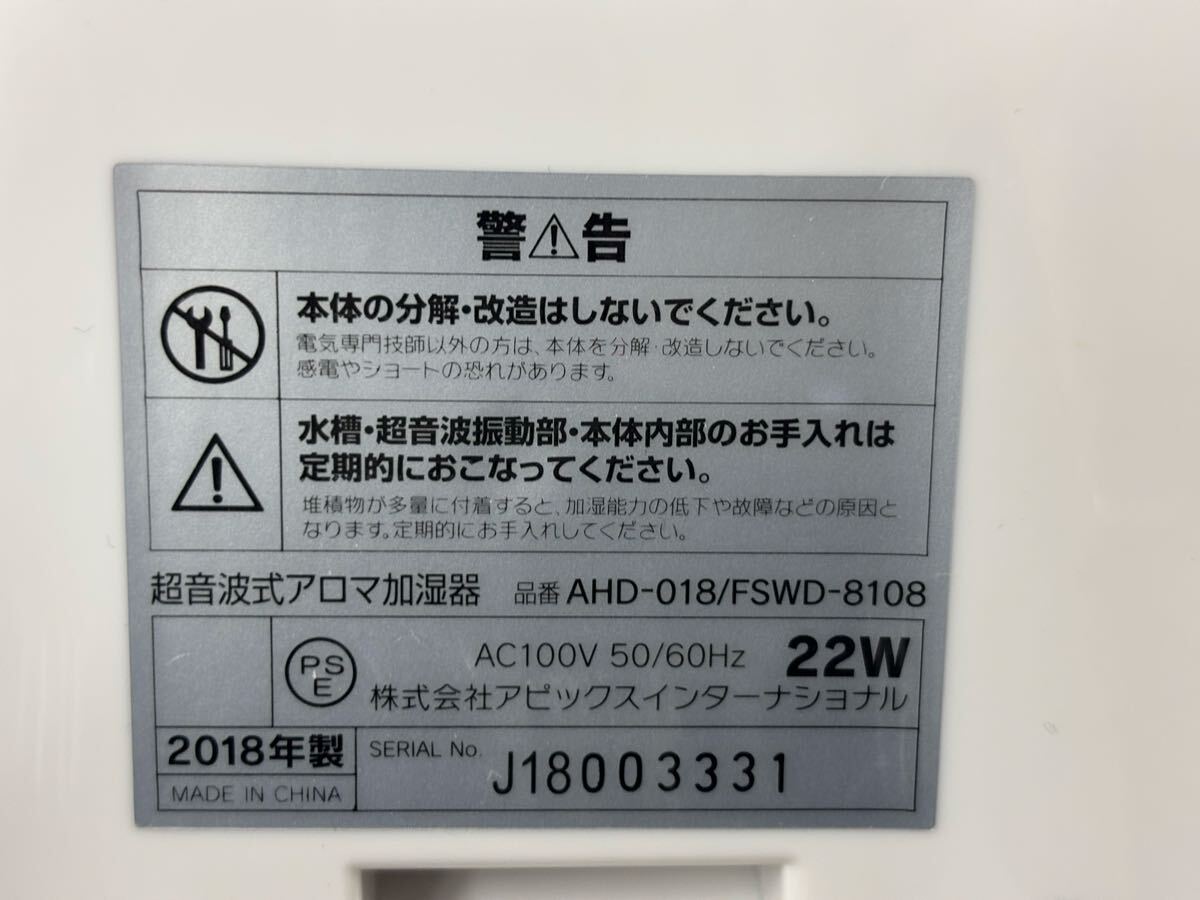 警⚠告
本体の分解・改造はしないでください。
電気専門技師以外の方は、本体を分解・改造しないでください。
感電やショートの恐れがあります。
水槽・超音波振動部・本体内部のお手入れは
定期的におこなってください。
堆積物が多量に付着すると、加湿能力の低下や故障などの原因と
なります。定期的にお手入れしてください。
超音波式アロマ加湿器 品番 AHD-018/FSWD-8108
PSE
AC100V 50/60Hz 22W
株式会社アピックスインターナショナル
2018年製
MADE IN CHINA
SERIAL No. J18003331